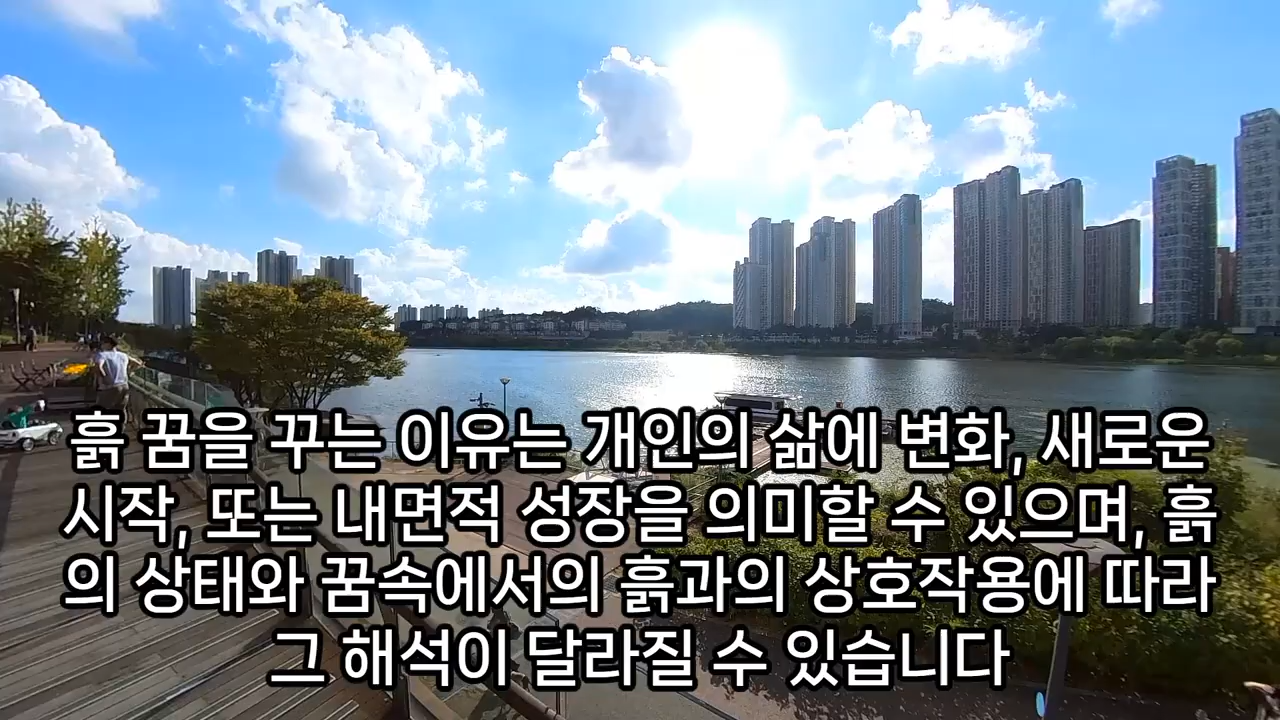 흙 꿈을 꾸는 이유는 개인의 삶에 변화, 새로운
시작, 또는 내면적 성장을 의미할 수 있으며, 흙
의 상태와 꿈속에서의 흙과의 상호작용에 따라
그 해석이 달라질 수 있습니다